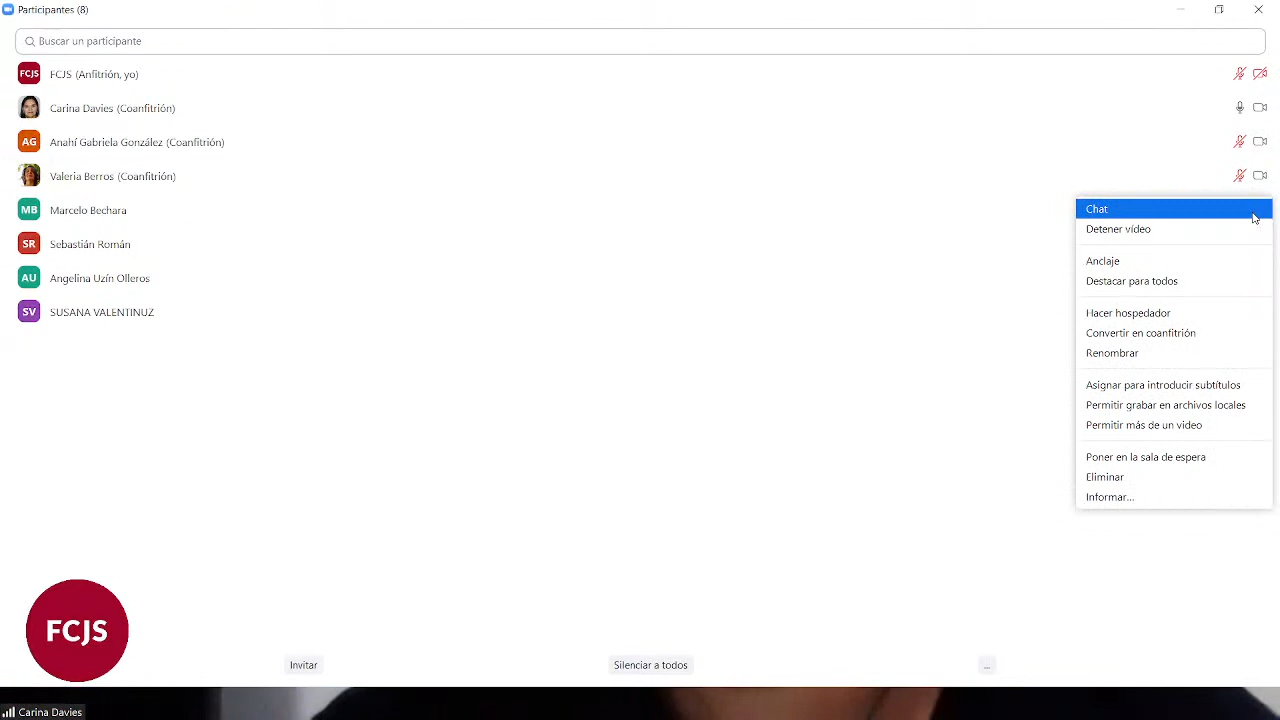 Participantes (8)
Buscar un participante
FCJS FCJS (Anfitrión, yo)
Carina Davies (Coanfitrión)
AG Anahí Gabriela González (Coanfitrión)
Valeria Berros (Coanfitrión)
MB Marcelo Bechara
SR Sebastián Román
AU Angelina Uzín Olleros
SV SUSANA VALENTINUZ
Chat
Detener vídeo
Anclaje
Destacar para todos
Hacer hospedador
Convertir en coanfitrión
Renombrar
Asignar para introducir subtítulos
Permitir grabar en archivos locales
Permitir más de un video
Poner en la sala de espera
Eliminar
Informar...
FCJS
Invitar
Silenciar a todos
...
Carina Davies